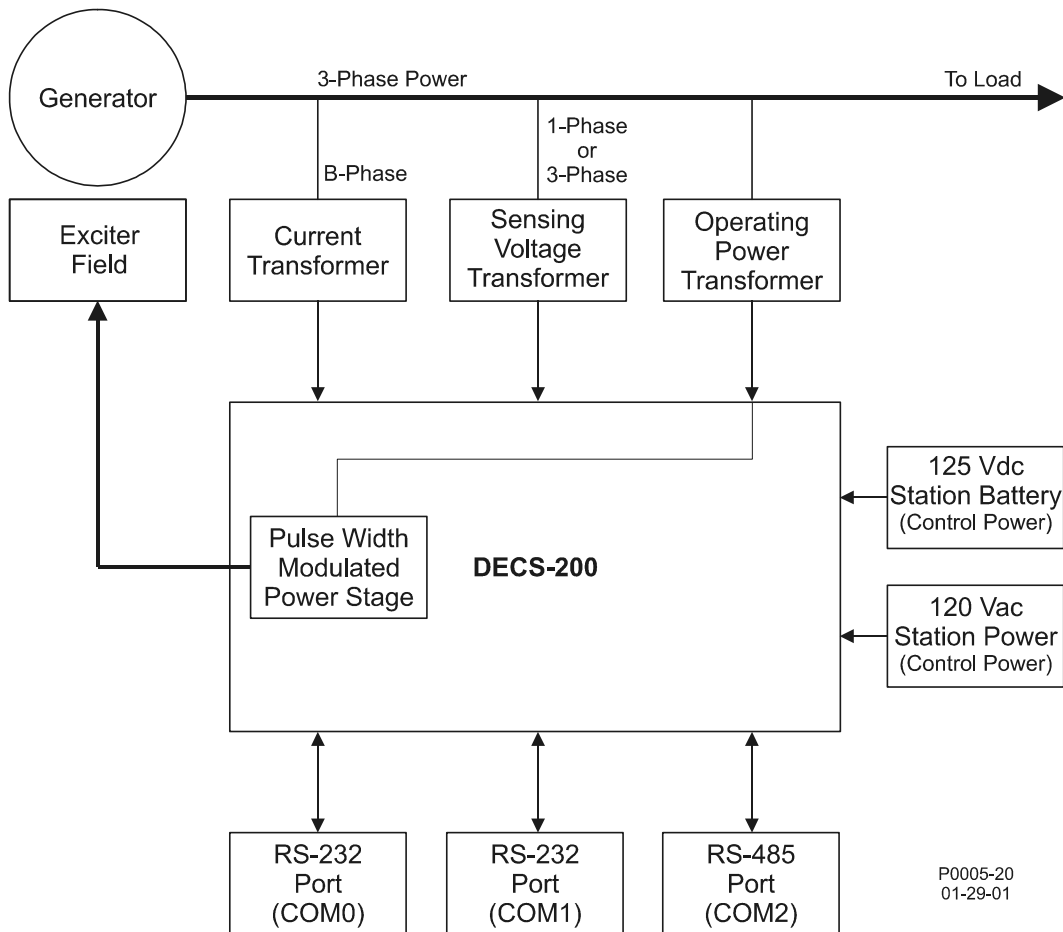 Generator
3-Phase Power
To Load
B-Phase
1-Phase
or
3-Phase
Exciter
Field
Current
Transformer
Sensing
Voltage
Transformer
Operating
Power
Transformer
125 Vdc
Station Battery
(Control Power)
Pulse Width
Modulated
Power Stage
DECS-200
120 Vac
Station Power
(Control Power)
RS-232
Port
(COM0)
RS-232
Port
(COM1)
RS-485
Port
(COM2)
P0005-20
01-29-01